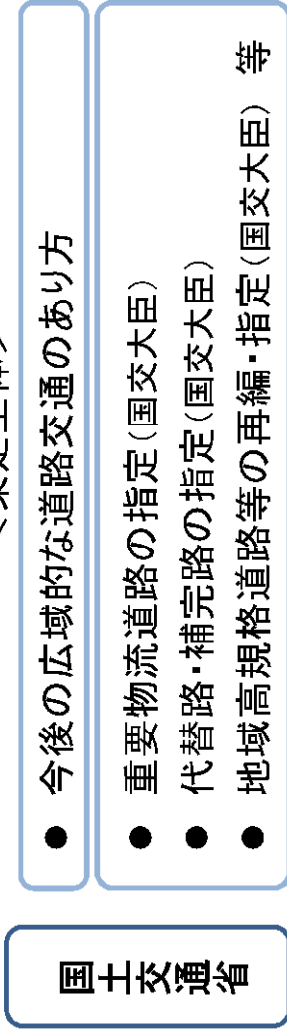 国土交通省
● 今後の広域的な道路交通のあり方
● 重要物流道路の指定(国交大臣)
● 代替路・補完路の指定(国交大臣)
● 地域高規格道路等の再編・指定(国交大臣) 等